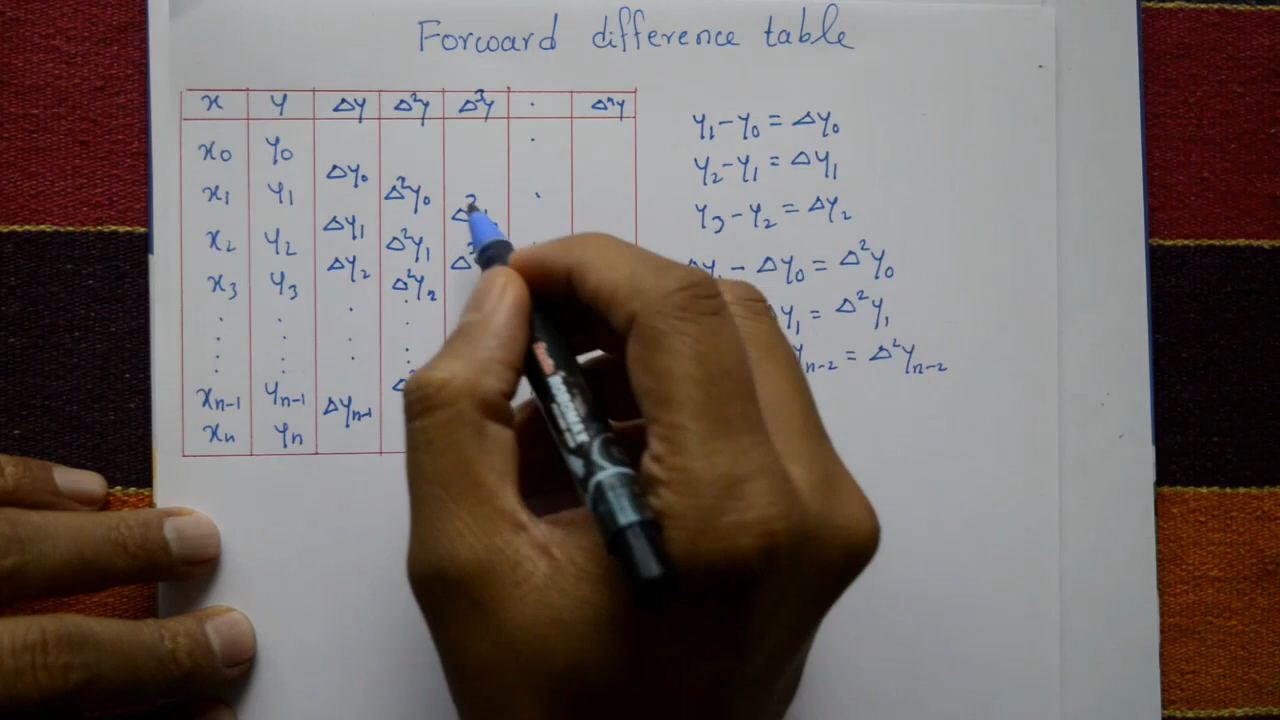 Forcoard difference table
x y Δy Δ²y Δ³y . Δⁿy
x₀ y₀
Δy₀
x₁ y₁ Δ²y₀
Δy₁
x₂ y₂ Δ²y₁
Δy₂
x₃ y₃ Δ²y₂
xₙ₋₁ yₙ₋₁
Δyₙ₋₁
xₙ yₙ
y₁ - y₀ = Δy₀
y₂ - y₁ = Δy₁
y₃ - y₂ = Δy₂
- Δy₀ = Δ²y₀
y₁ = Δ²y₁
yₙ₋₂ = Δ²yₙ₋₂